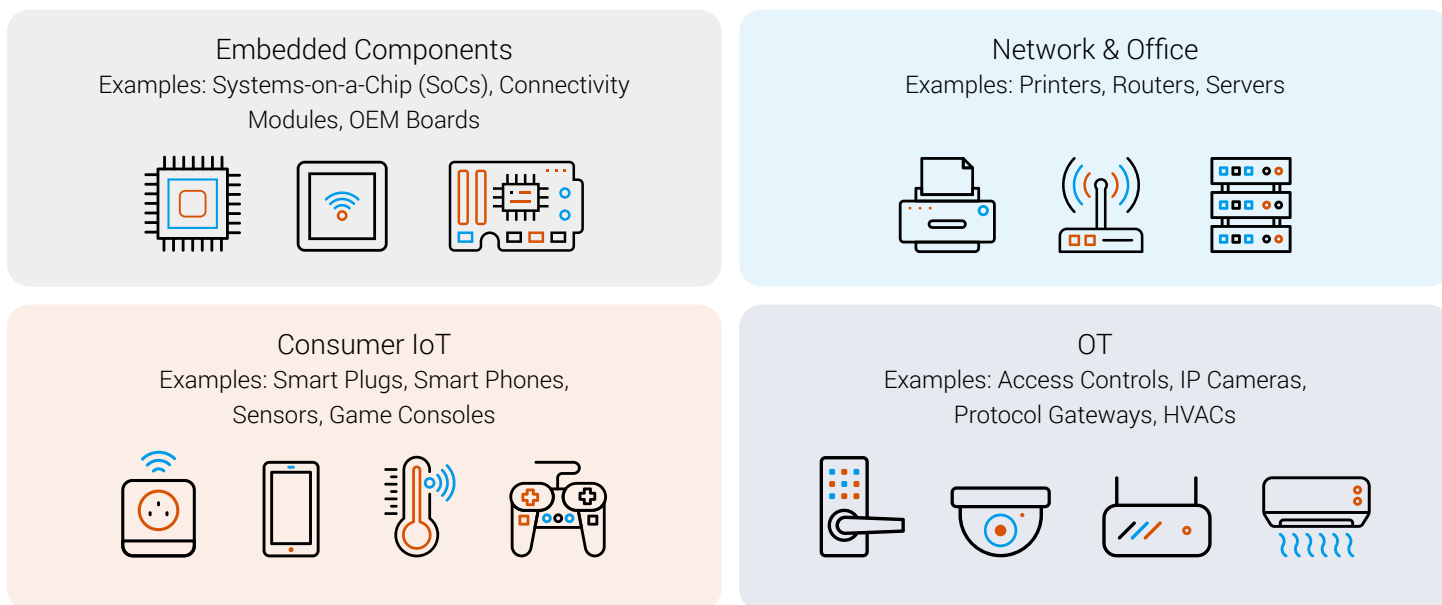 Embedded Components
Examples: Systems-on-a-Chip (SoCs), Connectivity
Modules, OEM Boards
Network & Office
Examples: Printers, Routers, Servers
Consumer IoT
Examples: Smart Plugs, Smart Phones,
Sensors, Game Consoles
OT
Examples: Access Controls, IP Cameras,
Protocol Gateways, HVACs